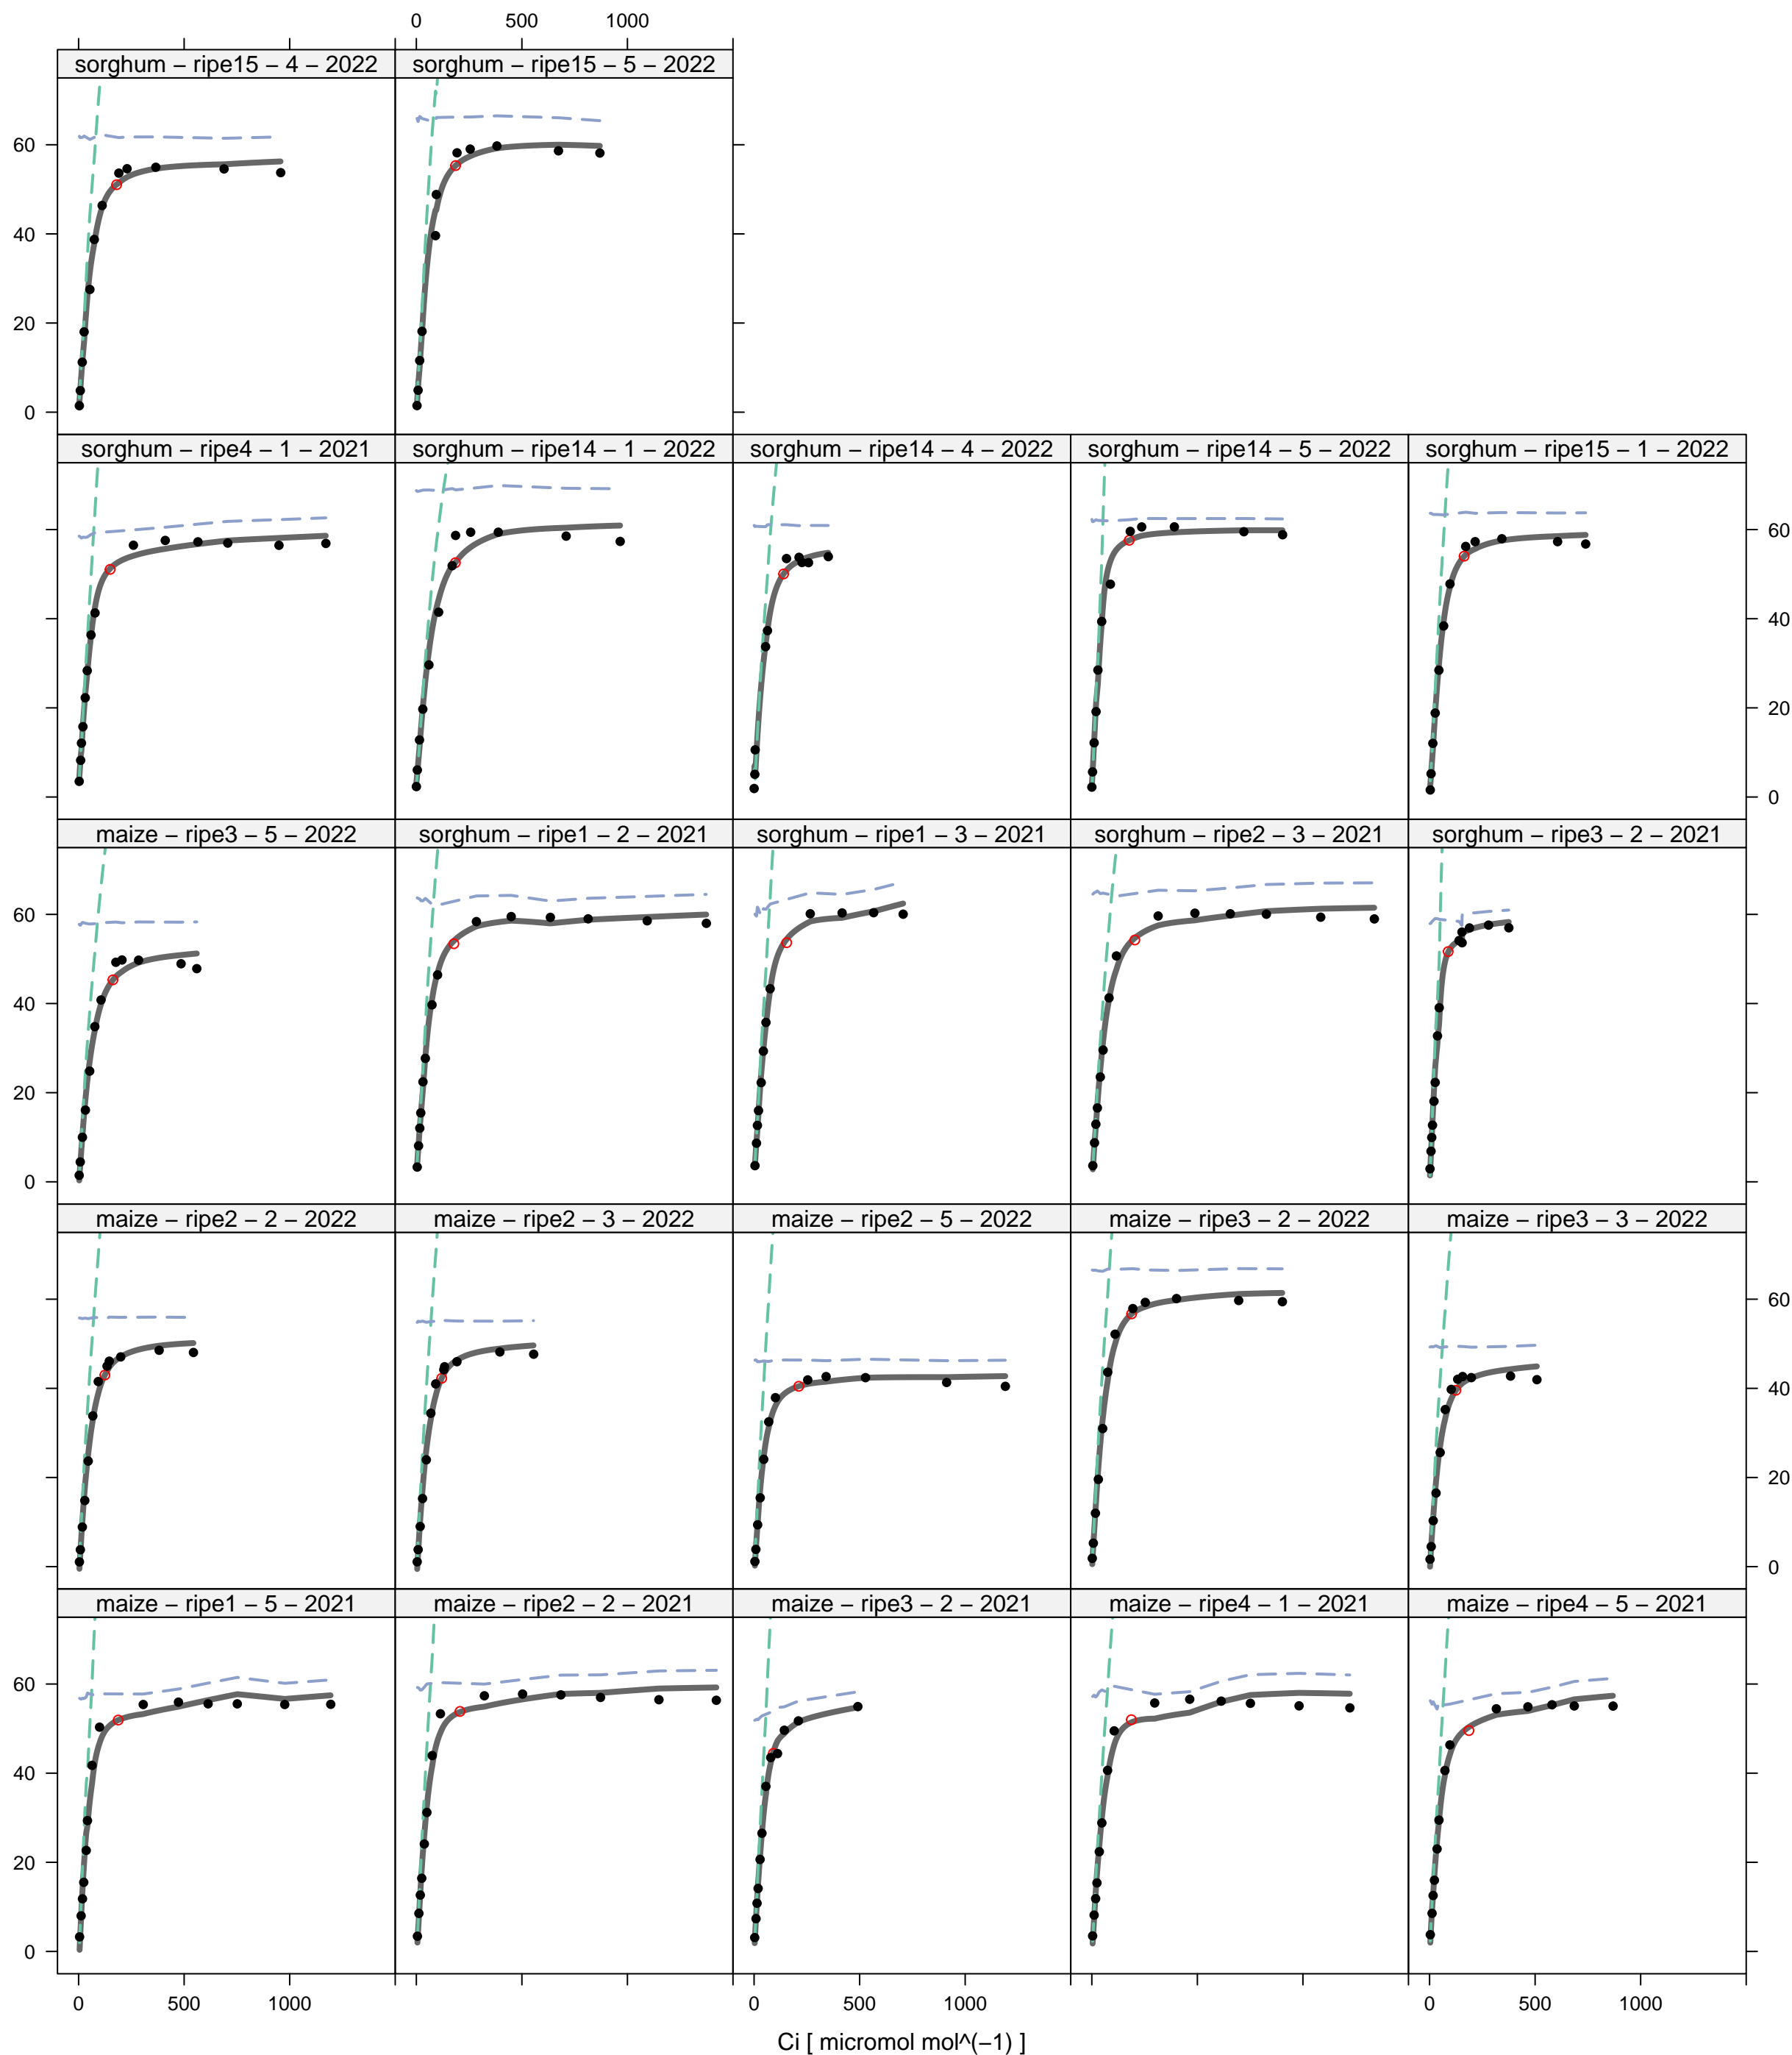 0 500 1000
sorghum − ripe15 − 4 − 2022 sorghum − ripe15 − 5 − 2022
60
40
20
0
sorghum − ripe4 − 1 − 2021 sorghum − ripe14 − 1 − 2022 sorghum − ripe14 − 4 − 2022 sorghum − ripe14 − 5 − 2022 sorghum − ripe15 − 1 − 2022
60
40
20
0
maize − ripe3 − 5 − 2022 sorghum − ripe1 − 2 − 2021 sorghum − ripe1 − 3 − 2021 sorghum − ripe2 − 3 − 2021 sorghum − ripe3 − 2 − 2021
60
40
20
0
maize − ripe2 − 2 − 2022 maize − ripe2 − 3 − 2022 maize − ripe2 − 5 − 2022 maize − ripe3 − 2 − 2022 maize − ripe3 − 3 − 2022
60
40
20
0
maize − ripe1 − 5 − 2021 maize − ripe2 − 2 − 2021 maize − ripe3 − 2 − 2021 maize − ripe4 − 1 − 2021 maize − ripe4 − 5 − 2021
60
40
20
0
0 500 1000 0 500 1000 0 500 1000
Ci [ micromol mol^(−1) ]